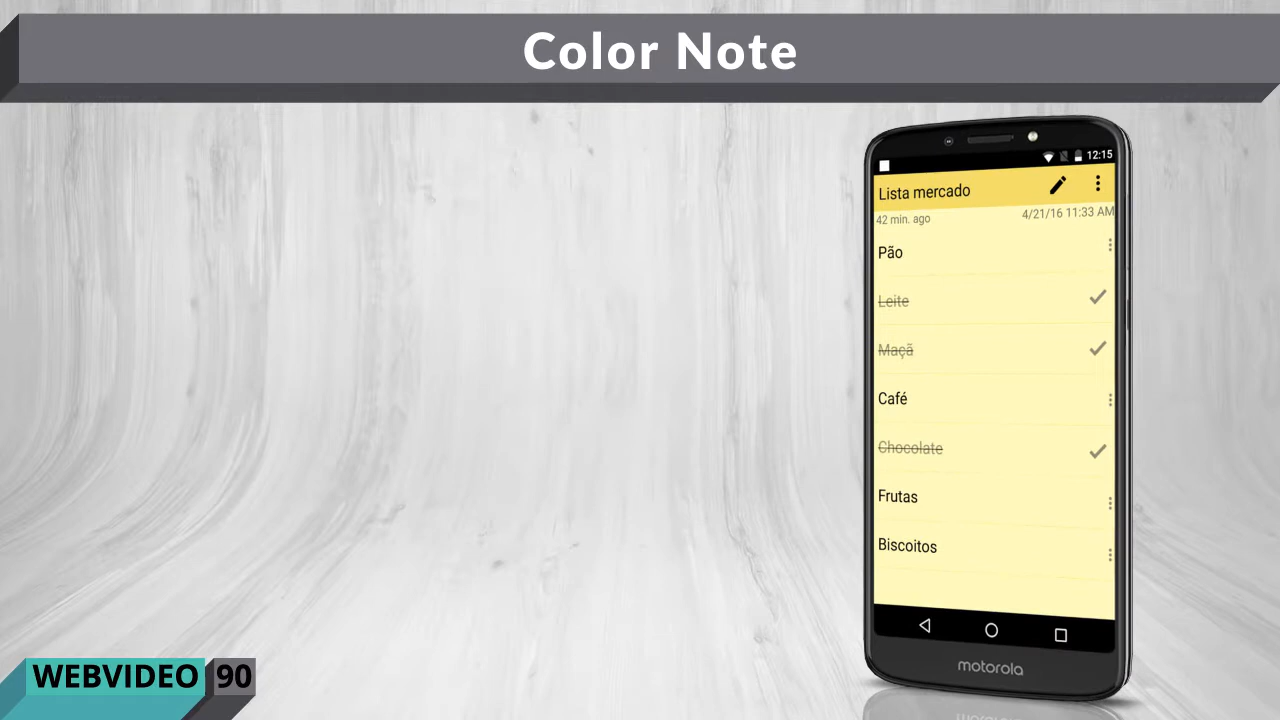 Color Note
12:15
Lista mercado
42 min. ago 4/21/16 11:33 AM
Pão
Leite
Maçã
Café
Chocolate
Frutas
Biscoitos
motorola
WEBVIDEO 90